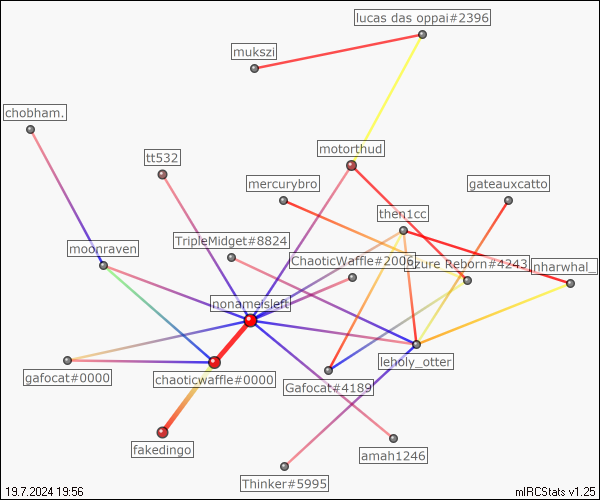 lucas das oppai#2396
mukszi
chobham.
motorthud
tt532
mercurybro
gateauxcatto
then1cc
TripleMidget#8824
moonraven
ChaoticWaffle#2006
Azure Reborn#4243
nharwhal_
nonameisleft
leholy_otter
gafocat#0000
chaoticwaffle#0000
Gafocat#4189
fakedingo
amah1246
Thinker#5995
19.7.2024 19:56
mIRCStats v1.25